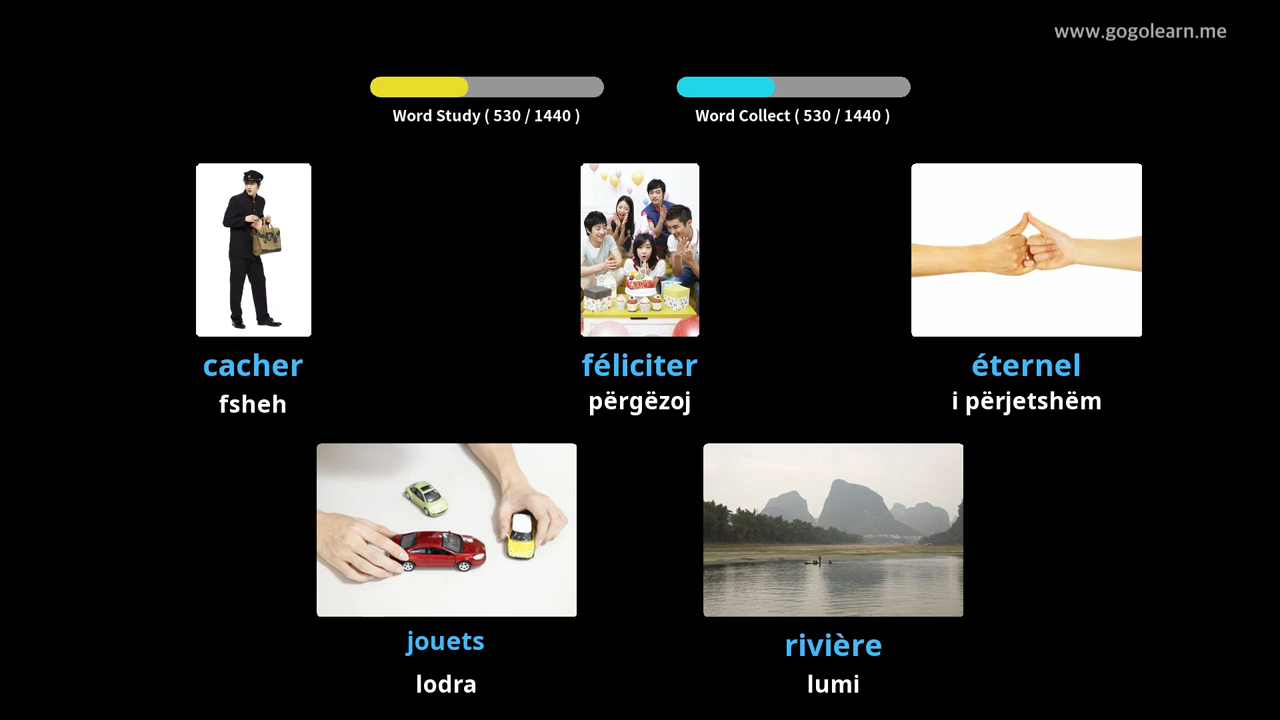 www.gogolearn.me
Word Study ( 530 / 1440 )
Word Collect ( 530 / 1440 )
cacher
fsheh
féliciter
përgëzoj
éternel
i përjetshëm
jouets
lodra
rivière
lumi